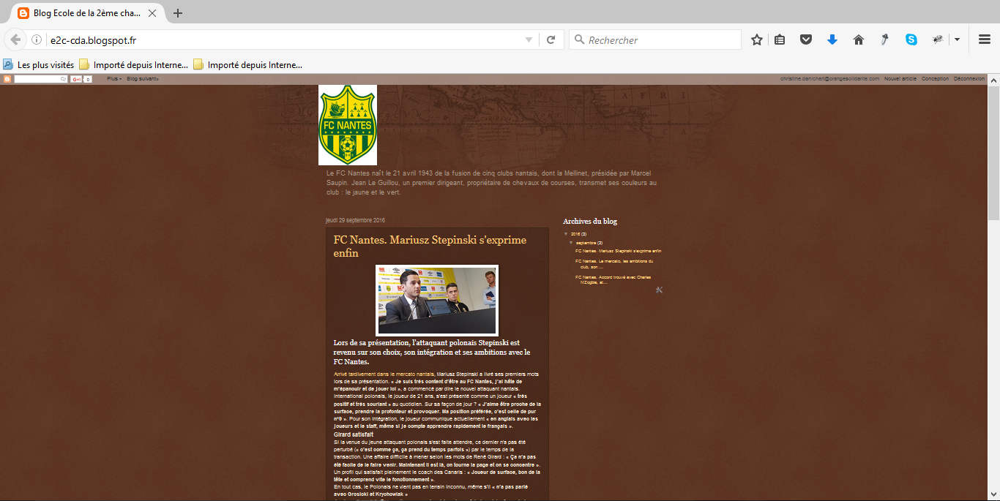 Blog Ecole de la 2ème cha...
e2c-cda.blogspot.fr
Rechercher
Les plus visités Importé depuis Interne... Importé depuis Interne...
G+1 0 Plus Blog suivant» christine.danichert@orangesolidarite.com Nouvel article Conception Déconnexion
FC NANTES
Le FC Nantes naît le 21 avril 1943 de la fusion de cinq clubs nantais, dont la Mellinet, présidée par Marcel
Saupin. Jean Le Guillou, un premier dirigeant, propriétaire de chevaux de courses, transmet ses couleurs au
club : le jaune et le vert.
jeudi 29 septembre 2016
FC Nantes. Mariusz Stepinski s'exprime
enfin
Lors de sa présentation, l'attaquant polonais Stepinski est
revenu sur son choix, son intégration et ses ambitions avec le
FC Nantes.
Arrivé tardivement dans le mercato nantais, Mariusz Stepinski a livré ses premiers mots
lors de sa présentation. « Je suis très content d'être au FC Nantes, j'ai hâte de
m'épanouir et de jouer ici », a commencé par dire le nouvel attaquant nantais.
International polonais, le joueur de 21 ans, s'est présenté comme un joueur « très
positif et très souriant » au quotidien. Sur sa façon de jouer ? « J'aime être proche de la
surface, prendre la profonteur et provoquer. Ma position préférée, c'est celle de pur
n°9 ». Pour son intégration, le joueur communique actuellement « en anglais avec les
joueurs et le staff, même si je compte apprendre rapidement le français ».
Girard satisfait
Si la venue du jeune attaquant polonais s'est faite attendre, ce dernier n'a pas été
perturbé (« c'est comme ça, ça prend du temps parfois ») par le temps de la
transaction. Une affaire difficile à mener selon les mots de René Girard : « Ça n'a pas
été facile de le faire venir. Maintenant il est là, on tourne la page et on se concentre ».
Un profil qui satisfait pleinement le coach des Canaris : « Joueur de surface, bon de la
tête et comprend vite le fonctionnement ».
En tout cas, le Polonais ne vient pas en terrain inconnu, même s'il « n'a pas parlé
avec Grosicki et Krychowiak »
Archives du blog
▼ 2016 (3)
▼ septembre (3)
FC Nantes. Mariusz Stepinski s'exprime enfin
FC Nantes. Le mercato, les ambitions du
club, son ...
FC Nantes. Accord trouvé avec Charles
N'Zogbia, et...